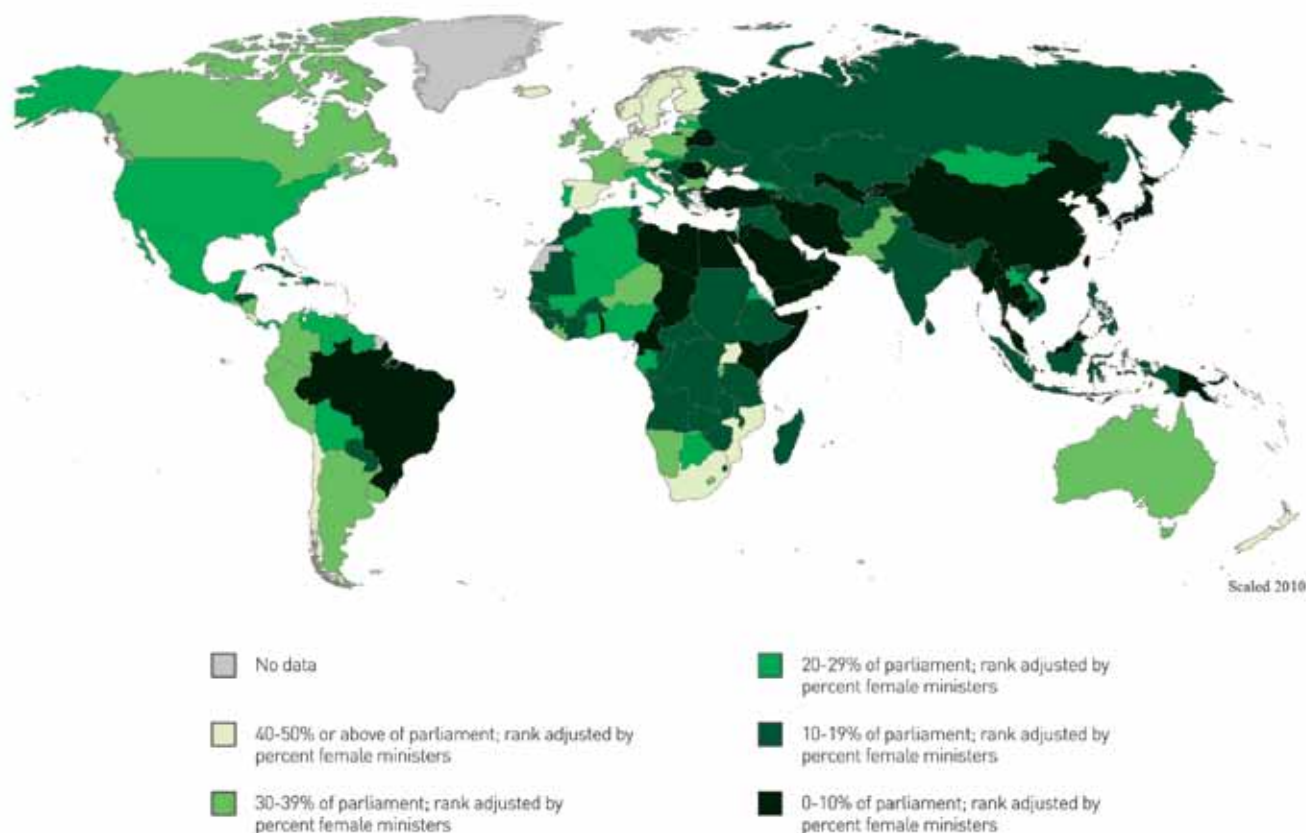 Scaled 2010
No data
40-50% or above of parliament; rank adjusted by
percent female ministers
30-39% of parliament; rank adjusted by
percent female ministers
20-29% of parliament; rank adjusted by
percent female ministers
10-19% of parliament; rank adjusted by
percent female ministers
0-10% of parliament; rank adjusted by
percent female ministers